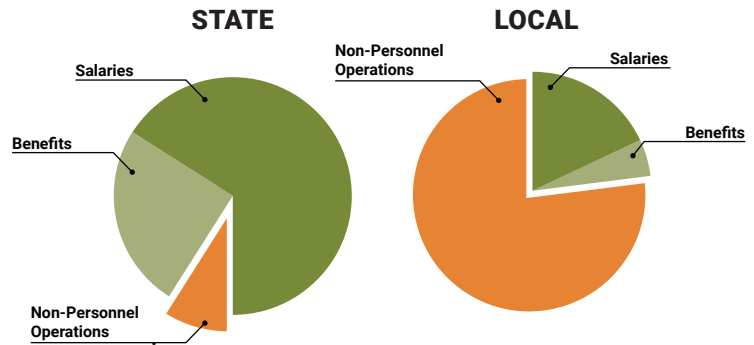 STATE
Salaries
Benefits
Non-Personnel
Operations
LOCAL
Non-Personnel
Operations
Salaries
Benefits